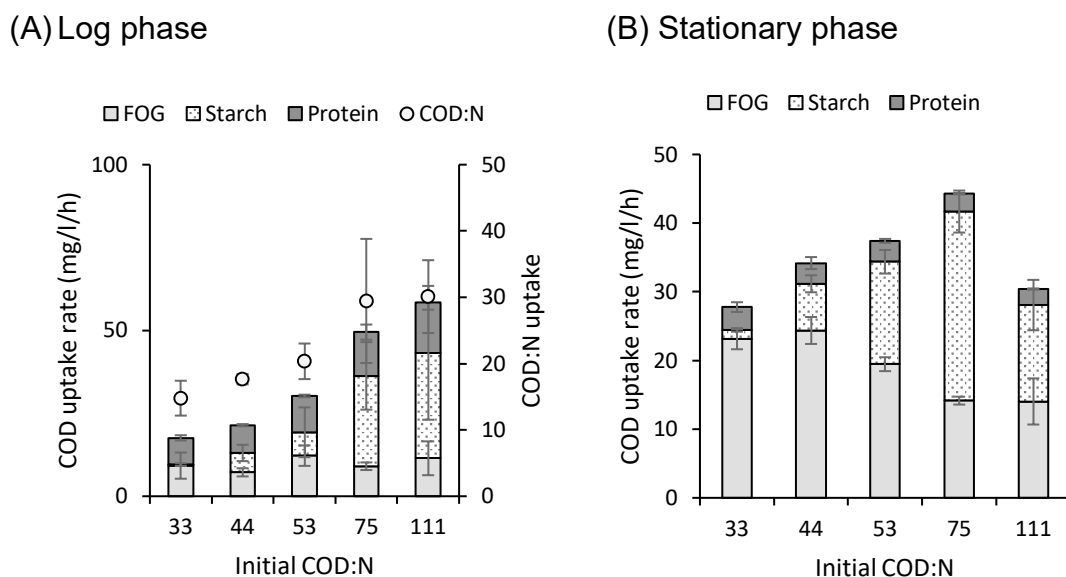 (A) Log phase
FOG Starch Protein COD:N
100
50
0
COD uptake rate (mg/l/h)
50
40
30
20
10
0
COD:N uptake
33 44 53 75 111
Initial COD:N
(B) Stationary phase
FOG Starch Protein
50
40
30
20
10
0
COD uptake rate (mg/l/h)
33 44 53 75 111
Initial COD:N